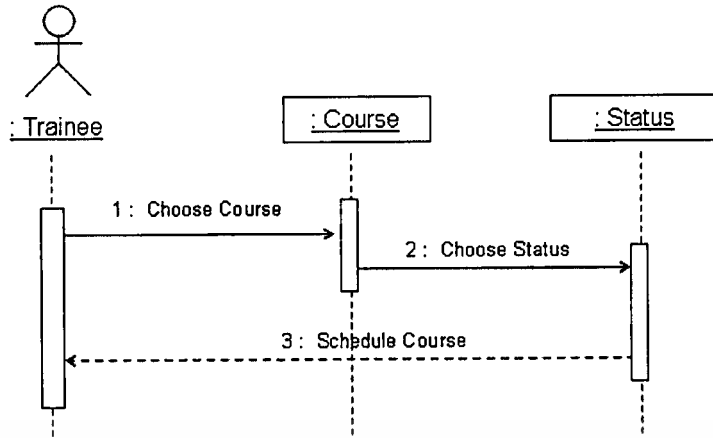 : Trainee
: Course
: Status
1 : Choose Course
2 : Choose Status
3 : Schedule Course